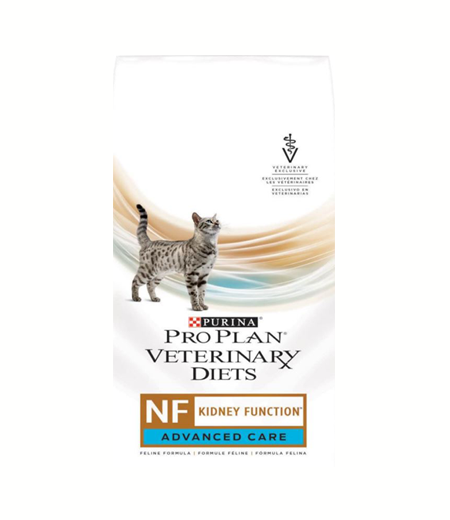 VETERINARY
EXCLUSIVE
EXCLUSIVEMENT CHEZ
LES VÉTÉRINAIRES
EXCLUSIVO EN
VETERINARIAS
PURINA
PRO PLAN®
VETERINARY
DIETS
NF KIDNEY FUNCTION™
ADVANCED CARE
FELINE FORMULA | FORMULE FÉLINE | FÓRMULA FELINA